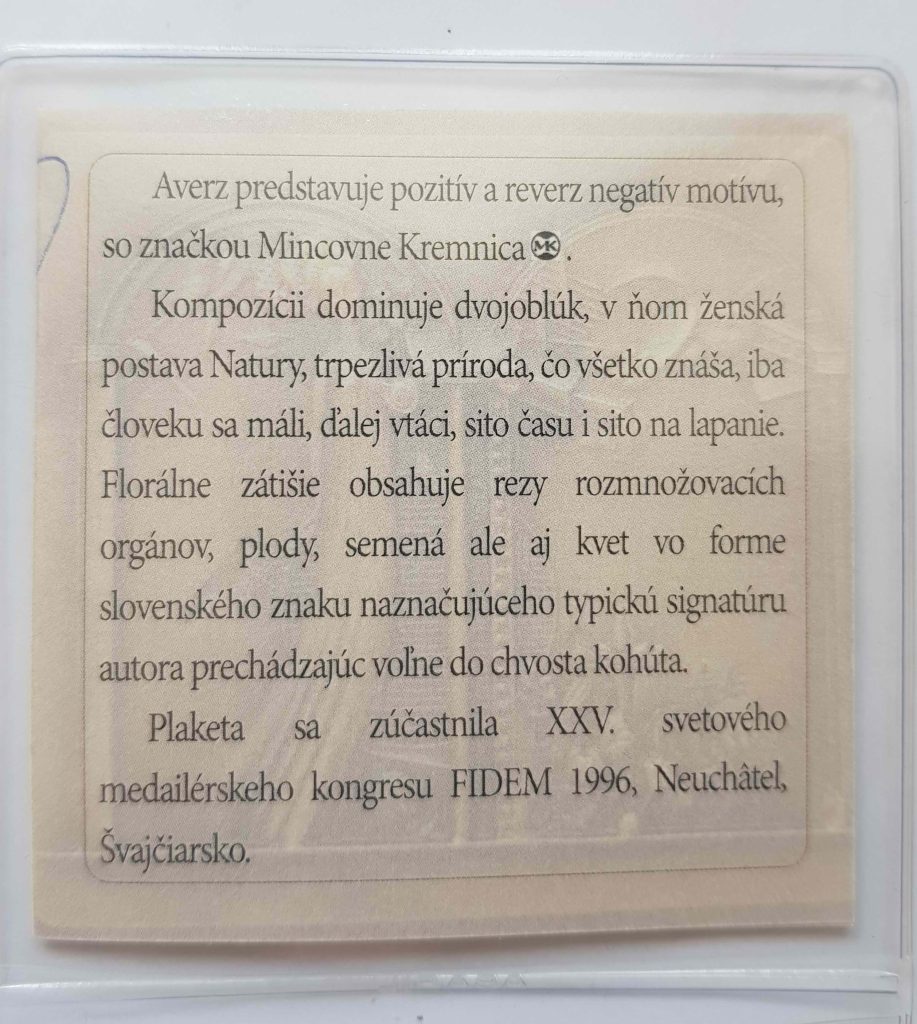 Averz predstavuje pozitív a reverz negatív motívu,
so značkou Mincovne Kremnica MK.
Kompozícii dominuje dvojoblúk, v ňom ženská
postava Natury, trpezlivá príroda, čo všetko znáša, iba
človeku sa máli, ďalej vtáci, sito času i sito na lapanie.
Florálne zátišie obsahuje rezy rozmnožovacích
orgánov, plody, semená ale aj kvet vo forme
slovenského znaku naznačujúceho typickú signatúru
autora prechádzajúc voľne do chvosta kohúta.
Plaketa sa zúčastnila XXV. svetového
medailérskeho kongresu FIDEM 1996, Neuchâtel,
Švajčiarsko.